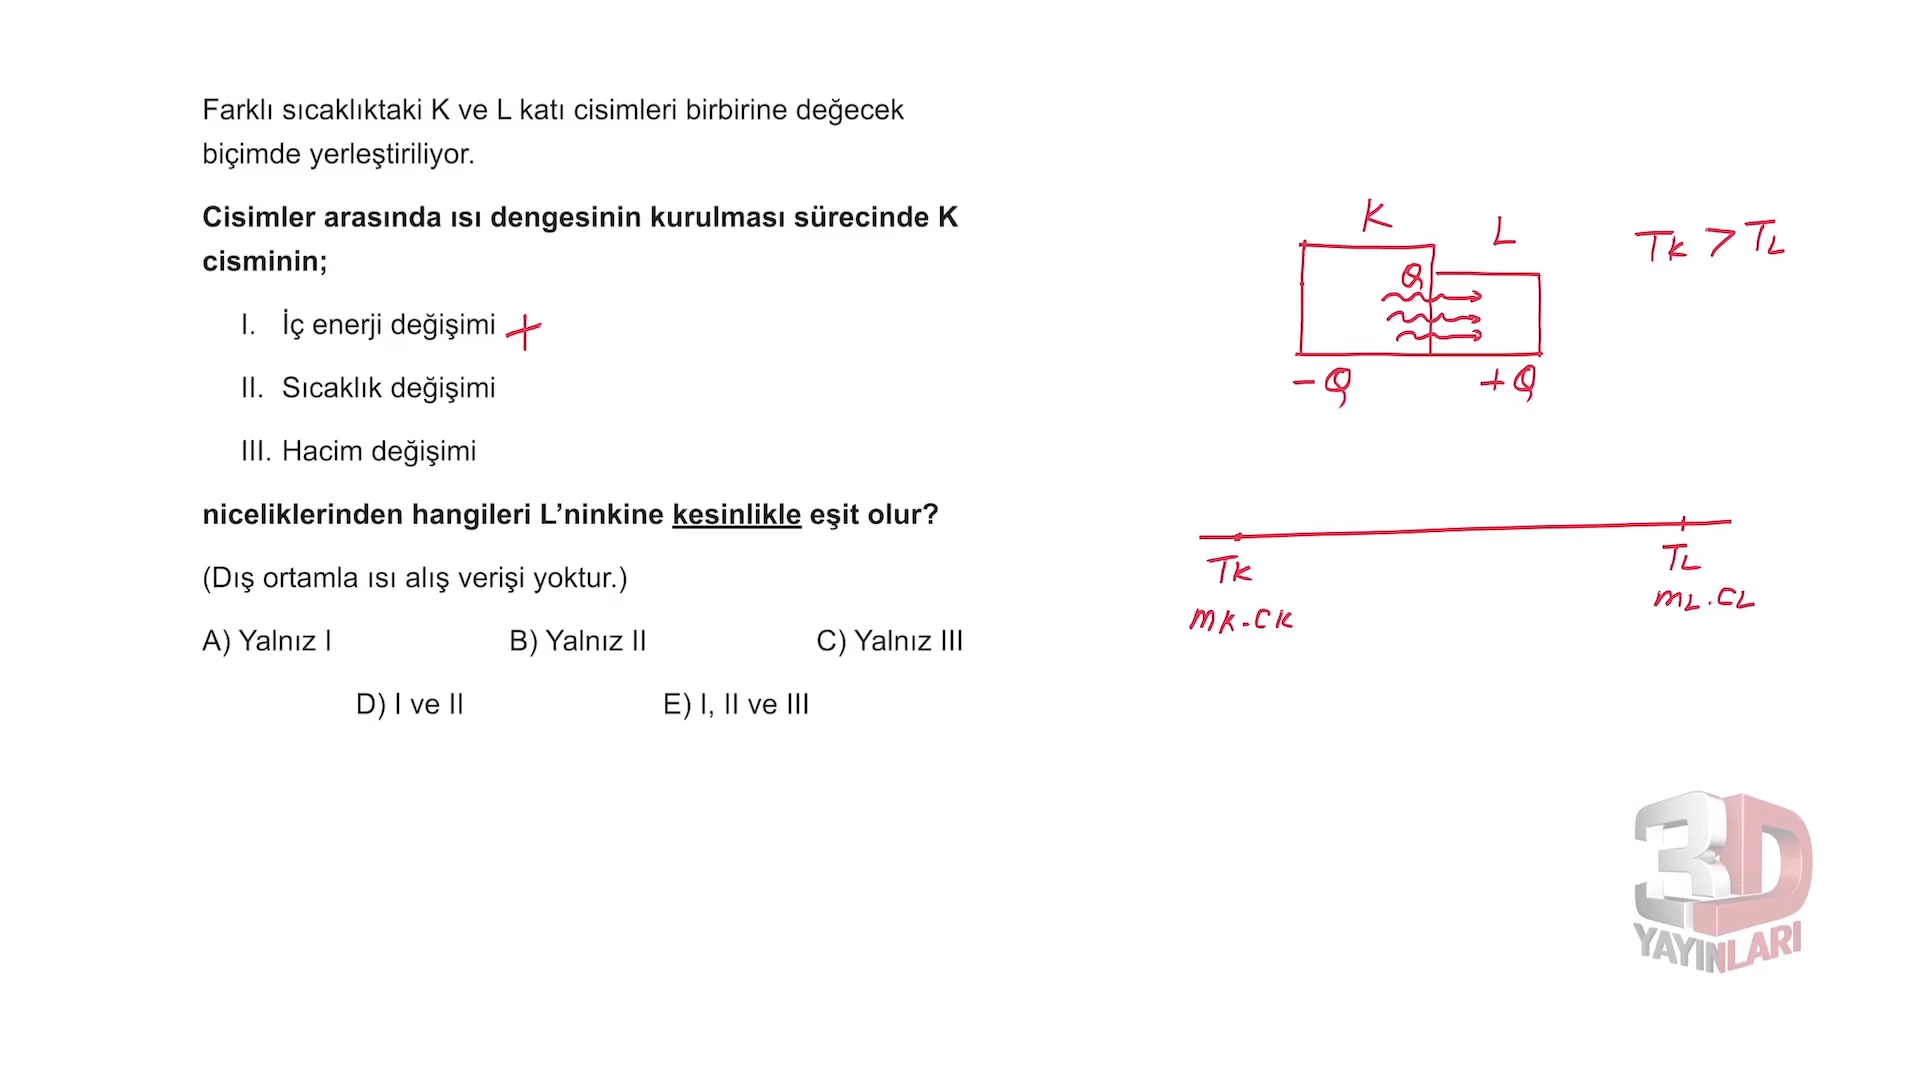 Farklı sıcaklıktaki K ve L katı cisimleri birbirine değecek
biçimde yerleştiriliyor.
Cisimler arasında ısı dengesinin kurulması sürecinde K
cisminin;
I. İç enerji değişimi +
II. Sıcaklık değişimi
III. Hacim değişimi
niceliklerinden hangileri L’ninkine kesinlikle eşit olur?
(Dış ortamla ısı alış verişi yoktur.)
A) Yalnız I B) Yalnız II C) Yalnız III
D) I ve II E) I, II ve III
K L
TK > TL
Q
-Q +Q
TK TL
mK.cK mL.cL
3D
YAYINLARI